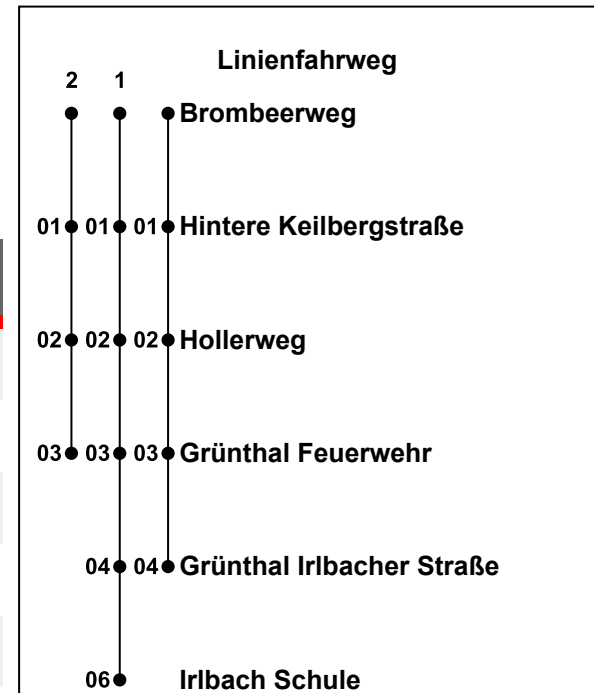 Linienfahrweg
2 1
Brombeerweg
01 01 01 Hintere Keilbergstraße
02 02 02 Hollerweg
03 03 03 Grünthal Feuerwehr
04 04 Grünthal Irlbacher Straße
06 Irlbach Schule